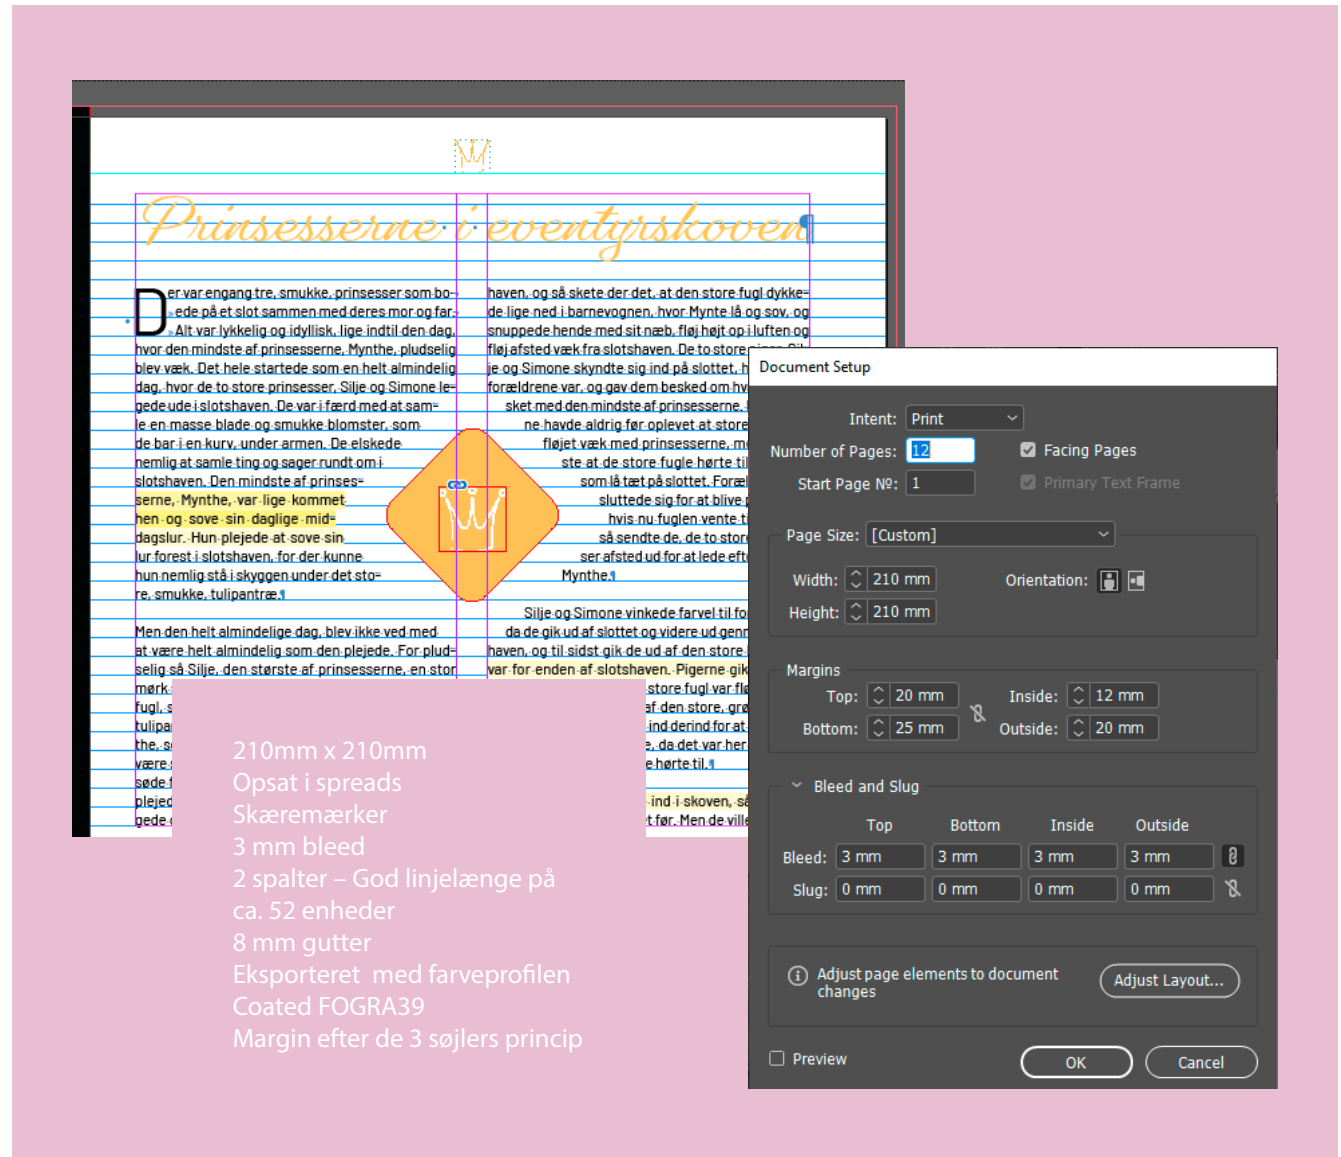 Prinsesserne i eventyrskoven
Der var engang tre, smukke, prinsesser som bo-
ede på et slot sammen med deres mor og far.
Alt var lykkelig og idyllisk, lige indtil den dag,
hvor den mindste af prinsesserne, Mynthe, pludselig
blev væk. Det hele startede som en helt almindelig
dag, hvor de to store prinsesser, Silje og Simone le-
gede ude i slotshaven. De var i færd med at sam-
le en masse blade og smukke blomster, som
de bar i en kurv, under armen. De elskede
nemlig at samle ting og sager rundt om i
slotshaven. Den mindste af prinses-
serne, Mynthe, var lige kommet
hen og sove sin daglige mid-
dagslur. Hun plejede at sove sin
lur forest i slotshaven, for der kunne
hun nemlig stå i skyggen under det sto-
re, smukke, tulipantræ.
Men den helt almindelige dag, blev ikke ved med
at være helt almindelig som den plejede. For plud-
selig så Silje, den største af prinsesserne, en stor
mørk
fugl, s
tulipa
the, s
være
søde f
plejed
gede
haven, og så skete der det, at den store fugl dykke-
de lige ned i barnevognen, hvor Mynte lå og sov, og
snuppede hende med sit næb, fløj højt op i luften og
fløj afsted væk fra slotshaven. De to store
je og Simone skyndte sig ind på slottet, h
forældrene var, og gav dem besked om hv
sket med den mindste af prinsesserne.
ne havde aldrig før oplevet at store
fløjet væk med prinsesserne, m
ste at de store fugle hørte til
som lå tæt på slottet. Foræl
sluttede sig for at blive
hvis nu fuglen vente t
så sendte de, de to store
ser afsted ud for at lede eft
Mynthe.
Silje og Simone vinkede farvel til fo
da de gik ud af slottet og videre ud genn
haven, og til sidst gik de ud af den store
var for enden af slotshaven. Pigerne gik
store fugl var flø
af den store, grø
ind derind for at
e, da det var her
e hørte til.
ind i skoven, så
t før. Men de ville
210mm x 210mm
Opsat i spreads
Skæremærker
3 mm bleed
2 spalter – God linjelænge på
ca. 52 enheder
8 mm gutter
Eksporteret med farveprofilen
Coated FOGRA39
Margin efter de 3 søjlers princip
Document Setup
Intent: Print
Number of Pages: 12 Facing Pages
Start Page Nº: 1 Primary Text Frame
Page Size: [Custom]
Width: 210 mm Orientation:
Height: 210 mm
Margins
Top: 20 mm Inside: 12 mm
Bottom: 25 mm Outside: 20 mm
Bleed and Slug
Top Bottom Inside Outside
Bleed: 3 mm 3 mm 3 mm 3 mm
Slug: 0 mm 0 mm 0 mm 0 mm
Adjust page elements to document
changes
Adjust Layout...
Preview OK Cancel